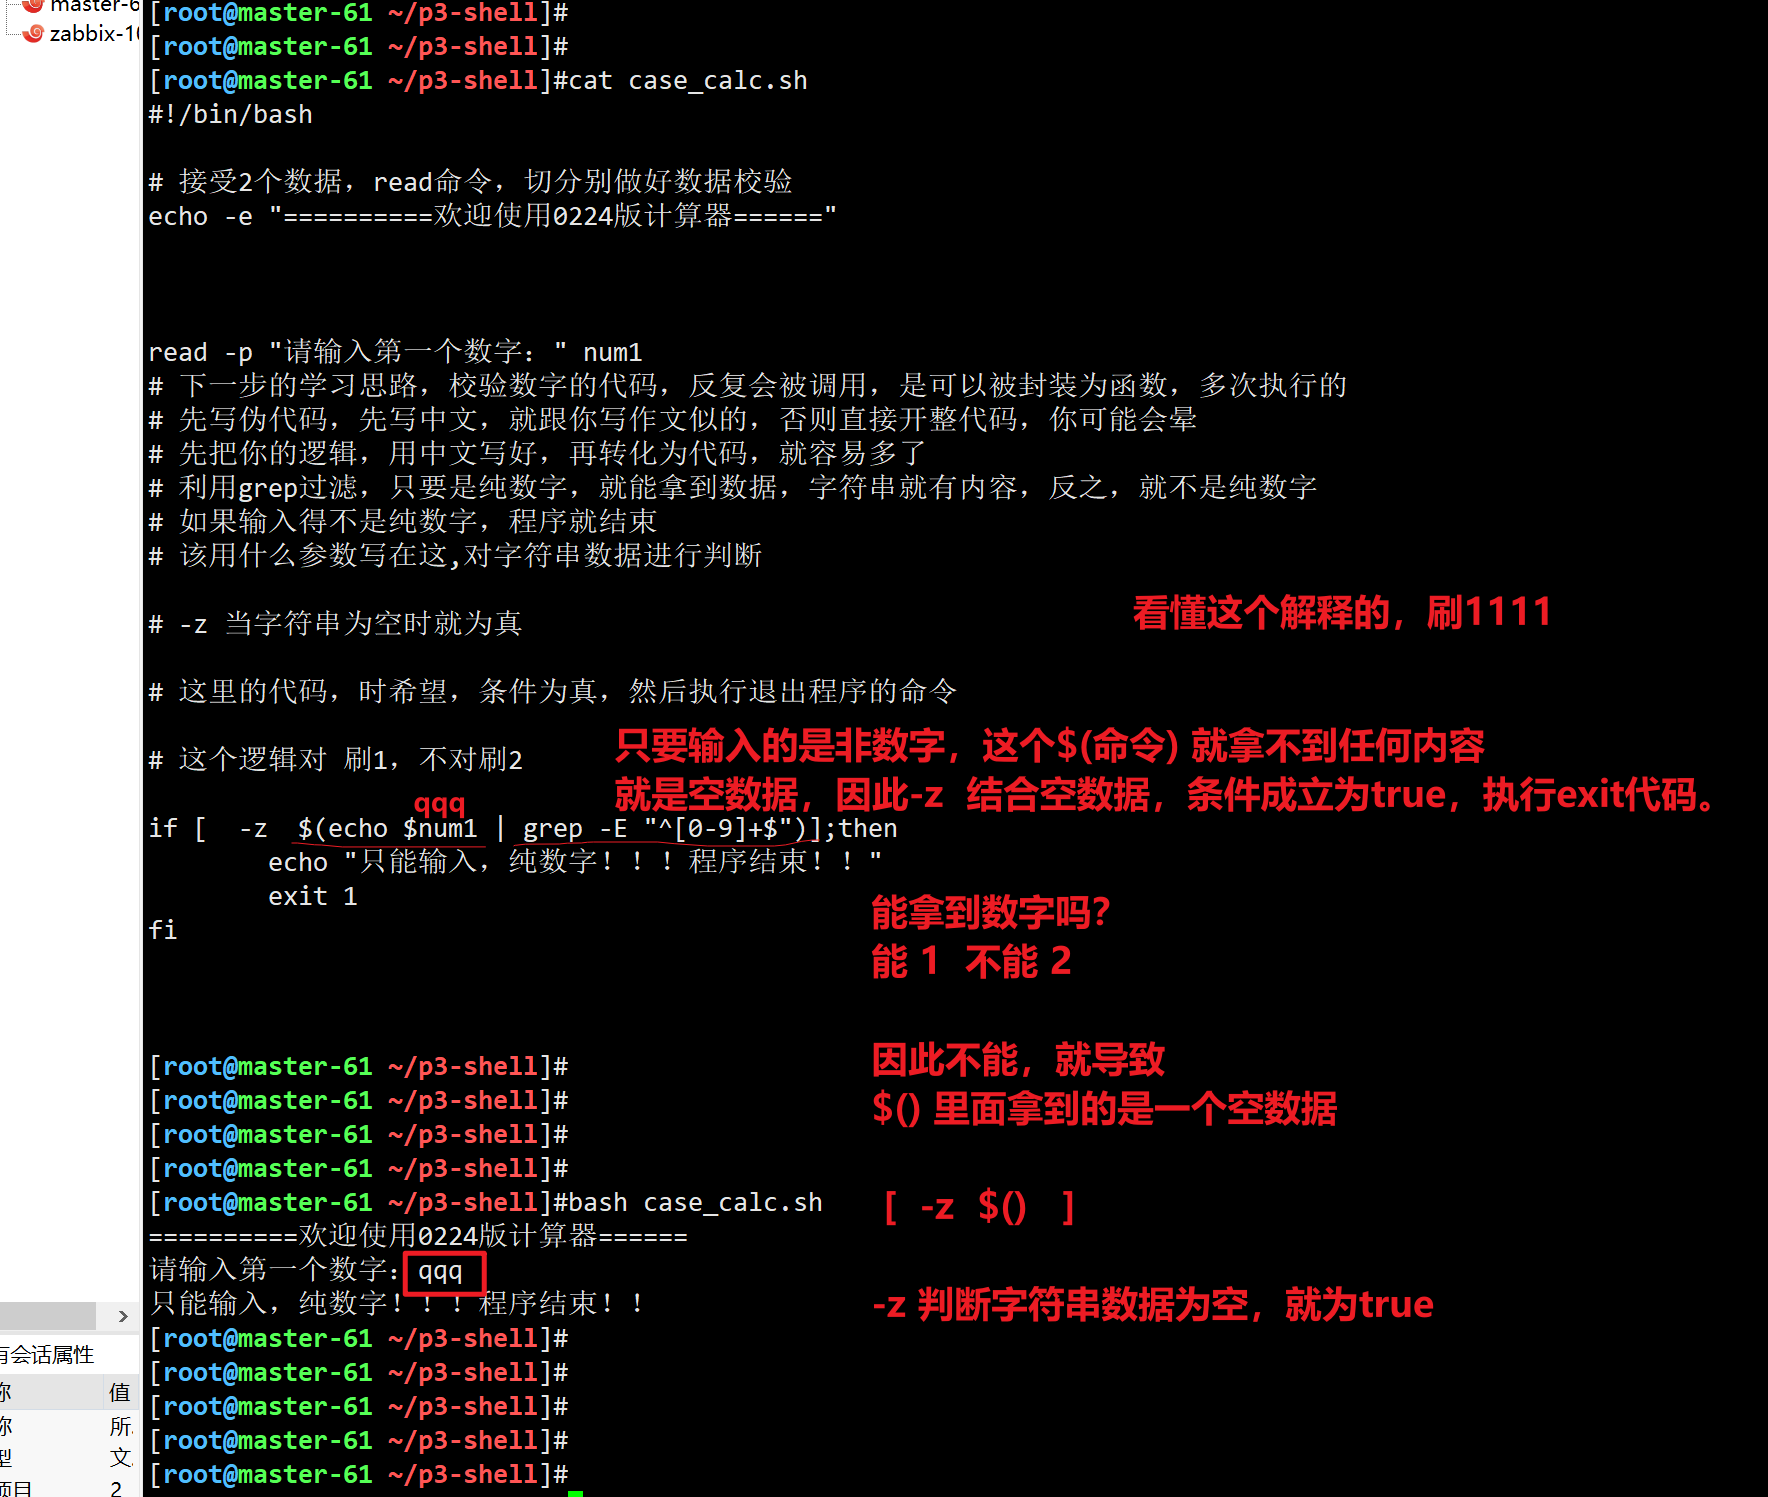 master-6
zabbix-10
[root@master-61 ~/p3-shell]#
[root@master-61 ~/p3-shell]#
[root@master-61 ~/p3-shell]#cat case_calc.sh
#!/bin/bash
# 接受2个数据，read命令，切分别做好数据校验
echo -e "==========欢迎使用0224版计算器======"
read -p "请输入第一个数字：" num1
# 下一步的学习思路，校验数字的代码，反复会被调用，是可以被封装为函数，多次执行的
# 先写伪代码，先写中文，就跟你写作文似的，否则直接开整代码，你可能会晕
# 先把你的逻辑，用中文写好，再转化为代码，就容易多了
# 利用grep过滤，只要是纯数字，就能拿到数据，字符串就有内容，反之，就不是纯数字
# 如果输入得不是纯数字，程序就结束
# 该用什么参数写在这,对字符串数据进行判断
看懂这个解释的，刷1111
# -z 当字符串为空时就为真
# 这里的代码，时希望，条件为真，然后执行退出程序的命令
只要输入的是非数字，这个$(命令) 就拿不到任何内容
# 这个逻辑对 刷1，不对刷2
就是空数据，因此-z 结合空数据，条件成立为true，执行exit代码。
qqq
if [  -z  $(echo $num1 | grep -E "^[0-9]+$")];then
echo "只能输入，纯数字！！！程序结束！！"
exit 1
能拿到数字吗？
fi
能 1 不能 2
因此不能，就导致
[root@master-61 ~/p3-shell]#
[root@master-61 ~/p3-shell]#
$() 里面拿到的是一个空数据
[root@master-61 ~/p3-shell]#
[root@master-61 ~/p3-shell]#
[root@master-61 ~/p3-shell]#bash case_calc.sh
[ -z $() ]
==========欢迎使用0224版计算器======
请输入第一个数字：qqq
只能输入，纯数字！！！程序结束！！
-z 判断字符串数据为空，就为true
[root@master-61 ~/p3-shell]#
[root@master-61 ~/p3-shell]#
[root@master-61 ~/p3-shell]#
[root@master-61 ~/p3-shell]#
[root@master-61 ~/p3-shell]#
有会话属性
称 值
称 所
型 文
项目 2